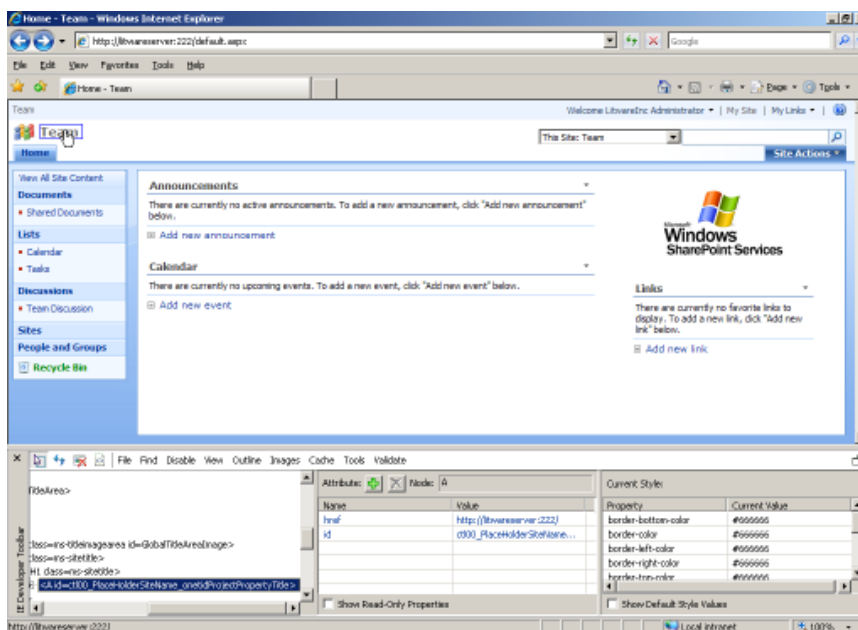 Home - Team - Windows Internet Explorer
http://litwareserver:222/default.aspx
Google
File Edit View Favorites Tools Help
Home - Team
Page Tools
Team
Welcome LitwareInc Administrator | My Site | My Links
Team
This Site: Team
Home
Site Actions
View All Site Content
Documents
Shared Documents
Lists
Calendar
Tasks
Discussions
Team Discussion
Sites
People and Groups
Recycle Bin
Announcements
There are currently no active announcements. To add a new announcement, click "Add new announcement"
below.
Add new announcement
Calendar
There are currently no upcoming events. To add a new event, click "Add new event" below.
Add new event
Microsoft
Windows
SharePoint Services
Links
There are currently no favorite links to
display. To add a new link, click "Add new
link" below.
Add new link
File Find Disable View Outline Images Cache Tools Validate
IE Developer Toolbar
TitleArea>
class=ms-titleimagearea id=GlobalTitleAreaImage>
class=ms-sitetitle>
H1 class=ms-sitetitle>
<A id=ctl00_PlaceHolderSiteName_onetidProjectPropertyTitle>
Attribute: Node: A
Name Value
href http://litwareserver:222/
id ctl00_PlaceHolderSiteName...
Show Read-Only Properties
Current Style:
Property Current Value
border-bottom-color #666666
border-color #666666
border-left-color #666666
border-right-color #666666
border-top-color #666666
Show Default Style Values
http://litwareserver:222/
Local intranet
100%